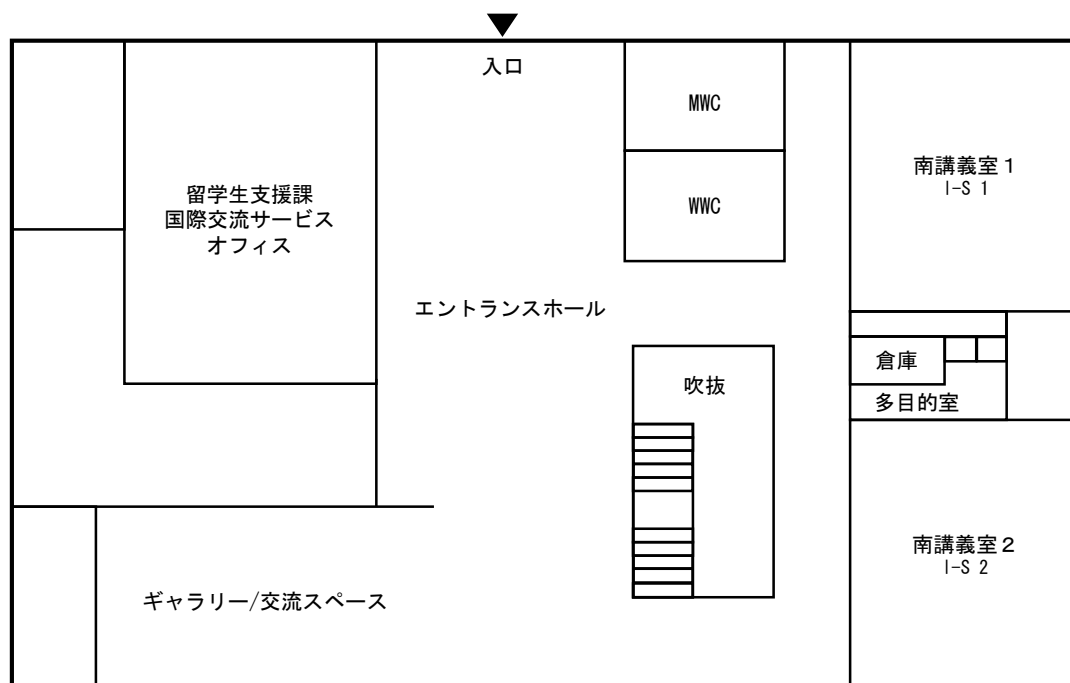 入口
MWC
WWC
南講義室1
I-S 1
留学生支援課
国際交流サービス
オフィス
エントランスホール
吹抜
倉庫
多目的室
南講義室2
I-S 2
ギャラリー/交流スペース